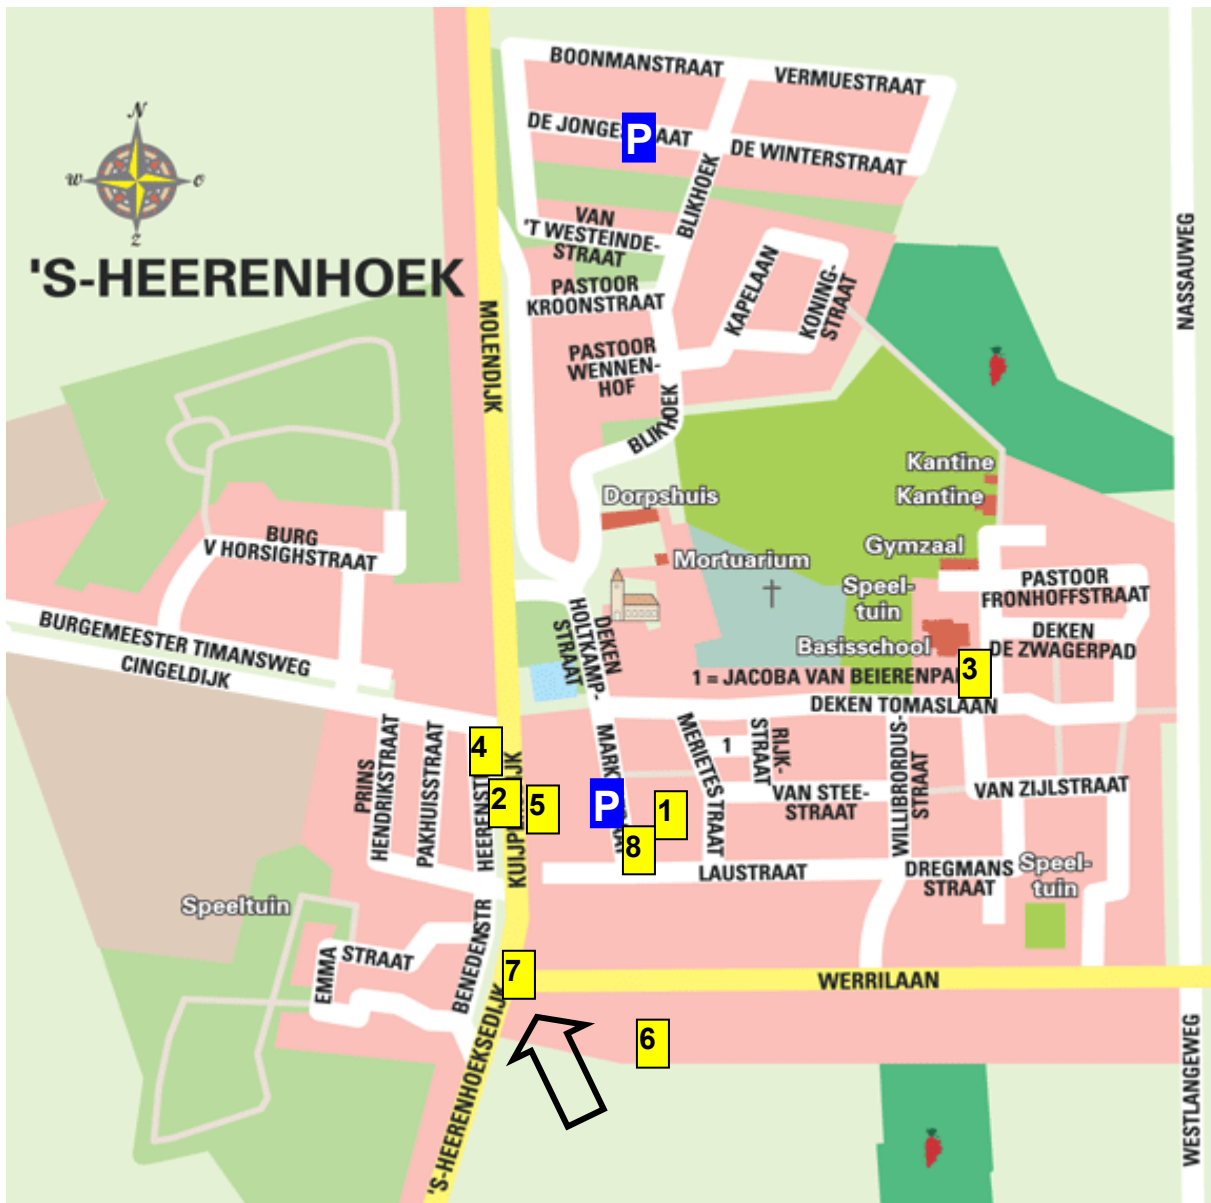 BOONMANSTRAAT
VERMUESTRAAT
N
W
O
Z
DE JONGE
P
AAT
DE WINTERSTRAAT
BLIKHOEK
VAN
'T WESTEINDE-
STRAAT
'S-HEERENHOEK
NASSAUWEG
KAPELAAN
KONING-
STRAAT
PASTOOR
KROONSTRAAT
MOLENDIJK
PASTOOR
WENNEN-
HOF
BLIKHOEK
Kantine
Kantine
Dorpshuis
Gymzaal
Mortuarium
BURG
V HORSIGHSTRAAT
Speel-
tuin
PASTOOR
FRONHOFFSTRAAT
DEKEN
HOLTKAMP-
STRAAT
Basisschool
DEKEN
DE ZWAGERPAD
BURGEMEESTER TIMANSWEG
CINGELDIJK
1 = JACOBA VAN BEIERENPA
3
DEKEN TOMASLAAN
PRINS
HENDRIKSTRAAT
PAKHUISSTRAAT
4
HEERENST
2
5
KUIJP
JK
MARK
P
AAT
1
8
MERIETESTRAAT
1
RIJK-
STRAAT
VAN STEE-
STRAAT
WILLIBRORDUS-
STRAAT
VAN ZIJLSTRAAT
LAUSTRAAT
DREGMANS
STRAAT
Speel-
tuin
Speeltuin
EMMA
STRAAT
BENEDENSTR
7
WERRILAAN
6
'S-HEERENHOEKSEDIJK
WESTLANGEWEG